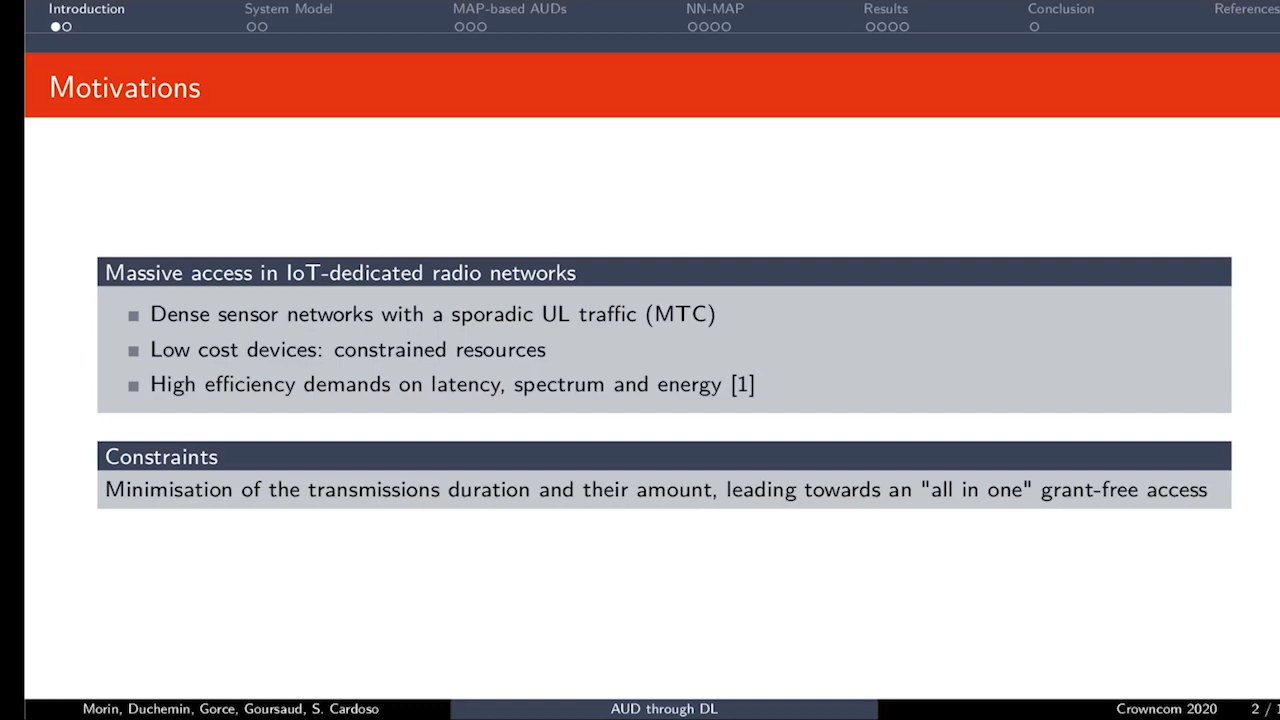 Introduction System Model MAP-based AUDs NN-MAP Results Conclusion References
Motivations
Massive access in IoT-dedicated radio networks
Dense sensor networks with a sporadic UL traffic (MTC)
Low cost devices: constrained resources
High efficiency demands on latency, spectrum and energy [1]
Constraints
Minimisation of the transmissions duration and their amount, leading towards an "all in one" grant-free access
Morin, Duchemin, Gorce, Goursaud, S. Cardoso AUD through DL Crowncom 2020 2 /